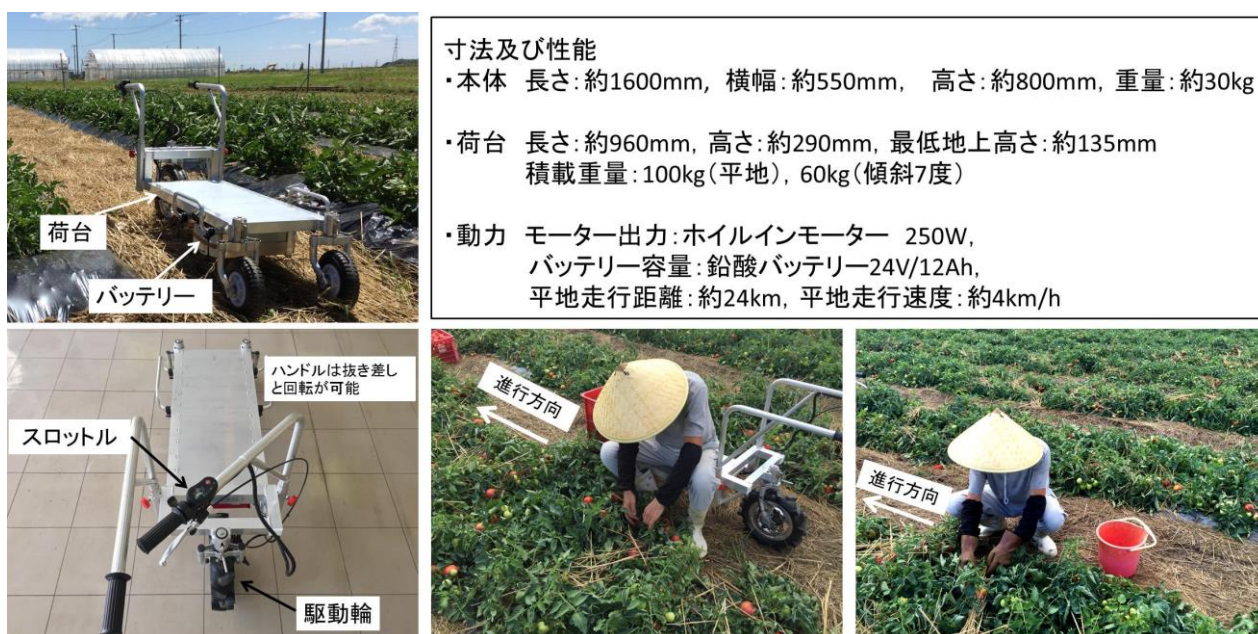 荷台
バッテリー
寸法及び性能
・本体 長さ:約1600mm, 横幅:約550mm, 高さ:約800mm, 重量:約30kg
・荷台 長さ:約960mm, 高さ:約290mm, 最低地上高さ:約135mm
積載重量:100kg(平地), 60kg(傾斜7度)
・動力 モーター出力:ホイルインモーター 250W,
バッテリー容量:鉛酸バッテリー24V/12Ah,
平地走行距離:約24km, 平地走行速度:約4km/h
ハンドルは抜き差し
と回転が可能
スロットル
駆動輪
進行方向
進行方向